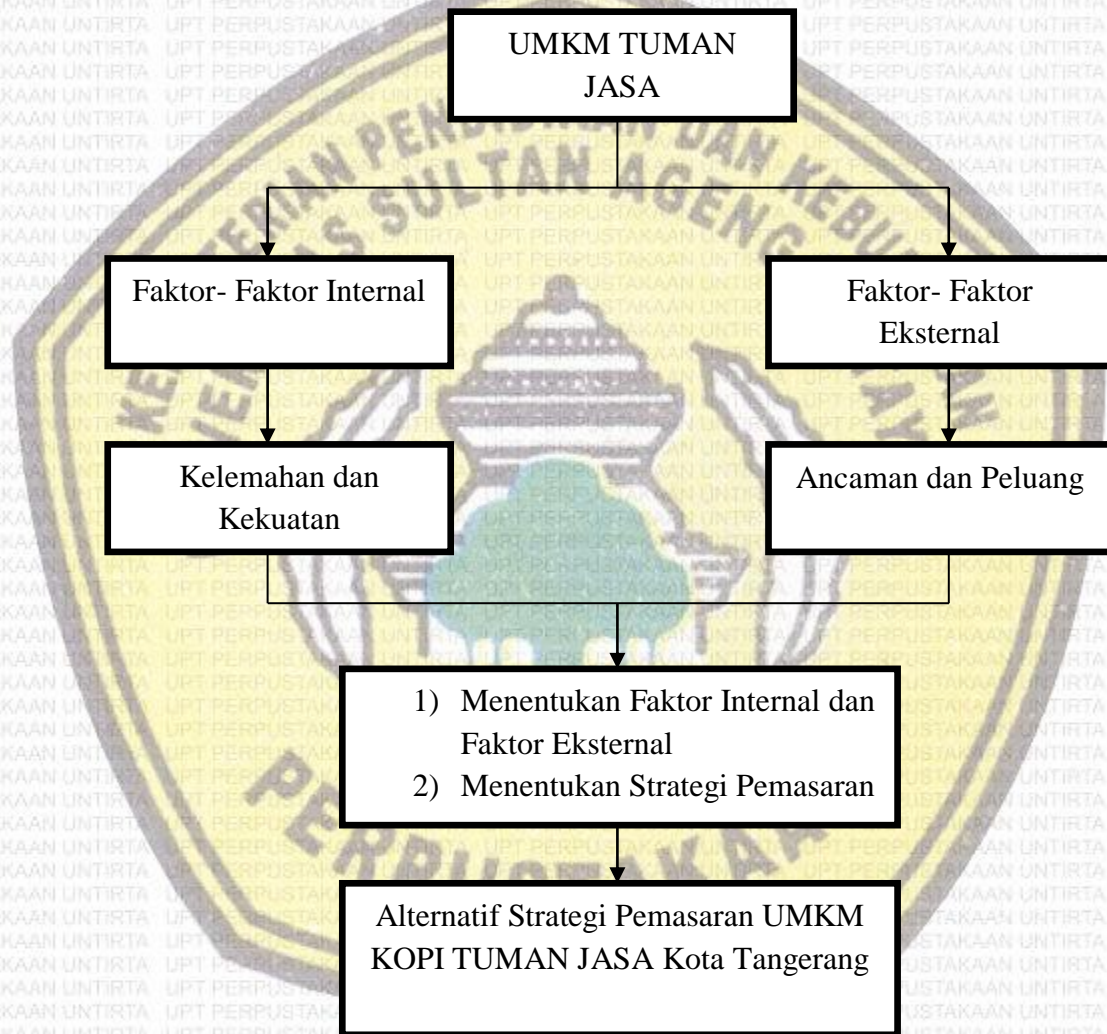 UMKM TUMAN
JASA
Faktor- Faktor Internal
Faktor- Faktor
Eksternal
Kelemahan dan
Kekuatan
Ancaman dan Peluang
1) Menentukan Faktor Internal dan
Faktor Eksternal
2) Menentukan Strategi Pemasaran
Alternatif Strategi Pemasaran UMKM
KOPI TUMAN JASA Kota Tangerang